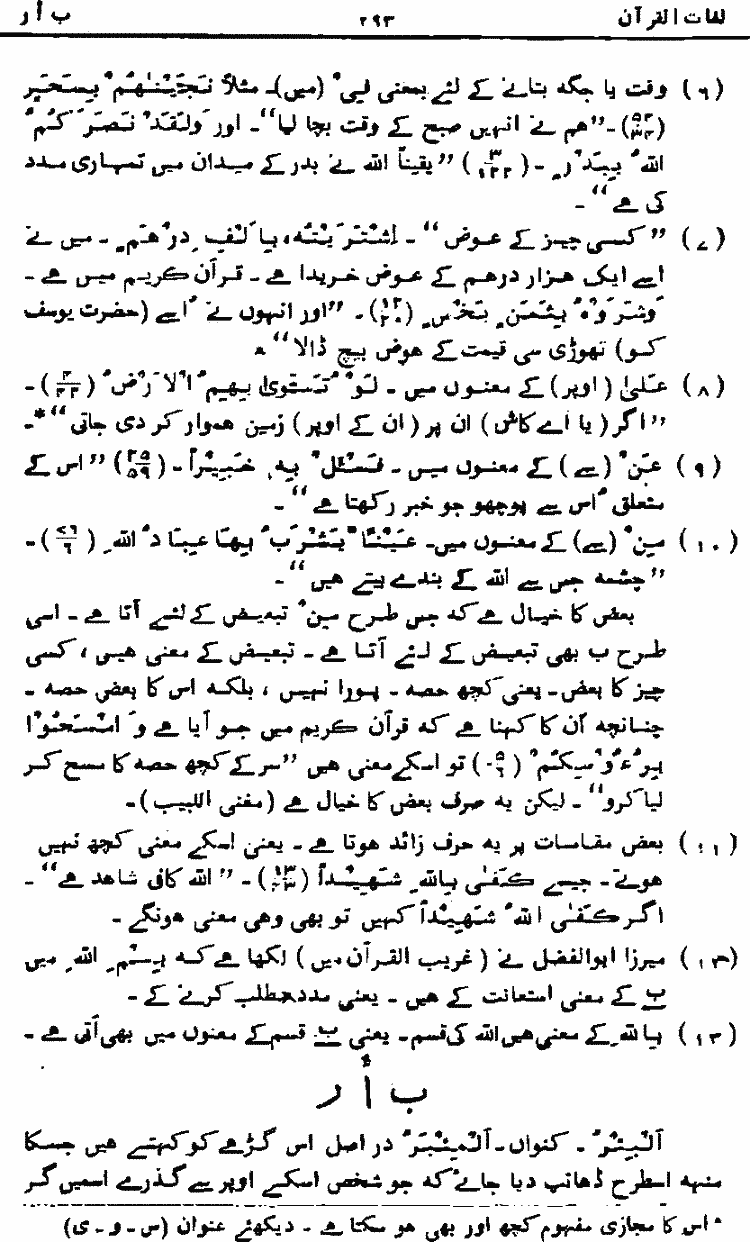 لغات القرآن ۲۹۳ ب أ ر
(۶) وقت یا جگہ بتانے کے لئے بمعنی فِیْ (میں)۔ مثلاً نَجَّیْنٰہُمْ بِسَحَرٍ
(۵۴/۳۴)۔ ”ہم نے انہیں صبح کے وقت بچا لیا“۔ اور وَلَقَدْ نَصَرَکُمُ
اللہُ بِبَدْرٍ۔ (۳/۱۲۲) ”یقیناً اللہ نے بدر کے میدان میں تمہاری مدد
کی ہے“۔
(۷) ”کسی چیز کے عوض“۔ اِشْتَرَیْتُہ، بِاَلْفِ دِرْھَمٍ۔ میں نے
اسے ایک ہزار درہم کے عوض خریدا ہے۔ قرآن کریم میں ہے۔
وَشَرَوْہُ بِثَمَنٍ بَخْسٍ (۱۲/۲۰)۔ ”اور انہوں نے اُسے (حضرت یوسف
کو) تھوڑی سی قیمت کے عوض بیچ ڈالا“
(۸) عَلیٰ (اوپر) کے معنوں میں۔ لَوْ تُسَوّٰی بِہِمُ الْاَرْضُ (۴/۴۲)۔
”اگر (یا اے کاش) ان پر (ان کے اوپر) زمین ہموار کر دی جاتی“*۔
(۹) عَنْ (سے) کے معنوں میں۔ فَسْئَلْ بِہٖ خَبِیْرًا۔ (۲۵/۵۹) ”اس کے
متعلق اُس سے پوچھو جو خبر رکھتا ہے“۔
(۱۰) مِنْ (سے) کے معنوں میں۔ عَیْنًا یَشْرَبُ بِہَا عِبَادُ اللہِ (۷۶/۶)۔
”چشمہ جس سے اللہ کے بندے پیتے ہیں“۔
بعض کا خیال ہے کہ جس طرح مِنْ تبعیض کے لئے آتا ہے۔ اسی
طرح ب بھی تبعیض کے لئے آتا ہے۔ تبعیض کے معنی ہیں، کسی
چیز کا بعض۔ یعنی کچھ حصہ۔ پورا نہیں، بلکہ اس کا بعض حصہ۔
چنانچہ اُن کا کہنا ہے کہ قرآن کریم میں جو آیا ہے وَ امْسَحُوْا
بِرُءُوْسِکُمْ (۵/۶) تو اسکے معنی ہیں ”سر کے کچھ حصہ کا مسح کر
لیا کرو“۔ لیکن یہ صرف بعض کا خیال ہے (مغنی اللبیب)۔
(۱۱) بعض مقامات پر یہ حرف زائد ہوتا ہے۔ یعنی اسکے معنی کچھ نہیں
ہوتے۔ جیسے کَفٰی بِاللہِ شَہِیْدًا (۱۳/۴۳)۔ ”اللہ کافی شاہد ہے“۔
اگر کَفَی اللہُ شَہِیْدًا کہیں تو بھی وہی معنی ہونگے۔
(۱۲) میرزا ابوالفضل نے (غریب القرآن میں) لکھا ہے کہ بِسْمِ اللہِ میں
ب کے معنی استعانت کے ہیں۔ یعنی مدد طلب کرنے کے۔
(۱۳) بِاللہِ کے معنی ہیں اللہ کی قسم۔ یعنی ب قسم کے معنوں میں بھی آتی ہے۔
ب أ ر
اَلْبِئْرُ۔ کنواں۔ اَلْمِئْبَرُ در اصل اس گڑھے کو کہتے ہیں جسکا
منہہ اسطرح ڈھانپ دیا جائے کہ جو شخص اسکے اوپر سے گذرے اسمیں گر
*اس کا مجازی مفہوم کچھ اور بھی ہو سکتا ہے۔ دیکھئے عنوان (س۔و۔ی)